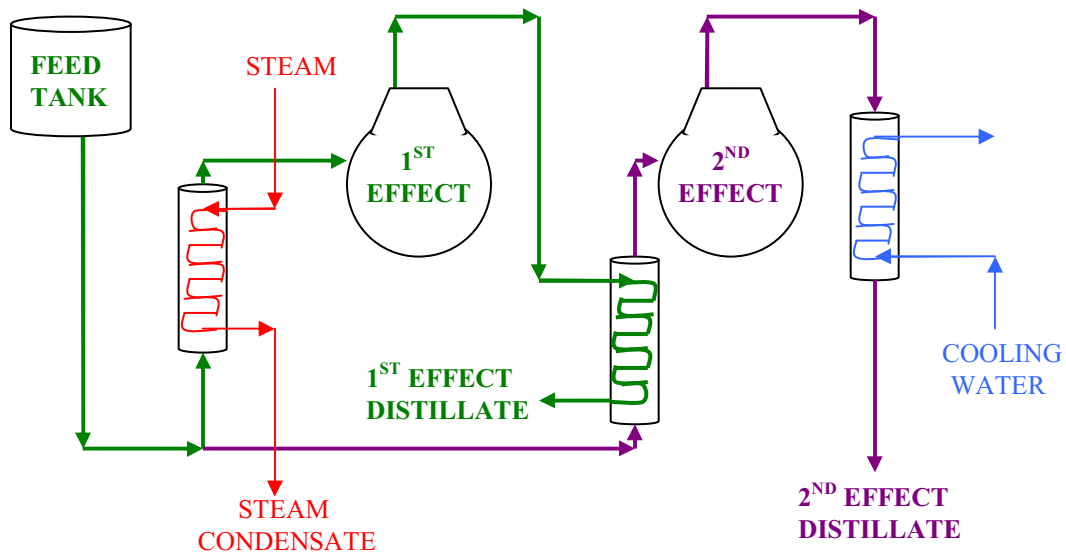 FEED
TANK
STEAM
1ST
EFFECT
2ND
EFFECT
1ST EFFECT
DISTILLATE
COOLING
WATER
STEAM
CONDENSATE
2ND EFFECT
DISTILLATE